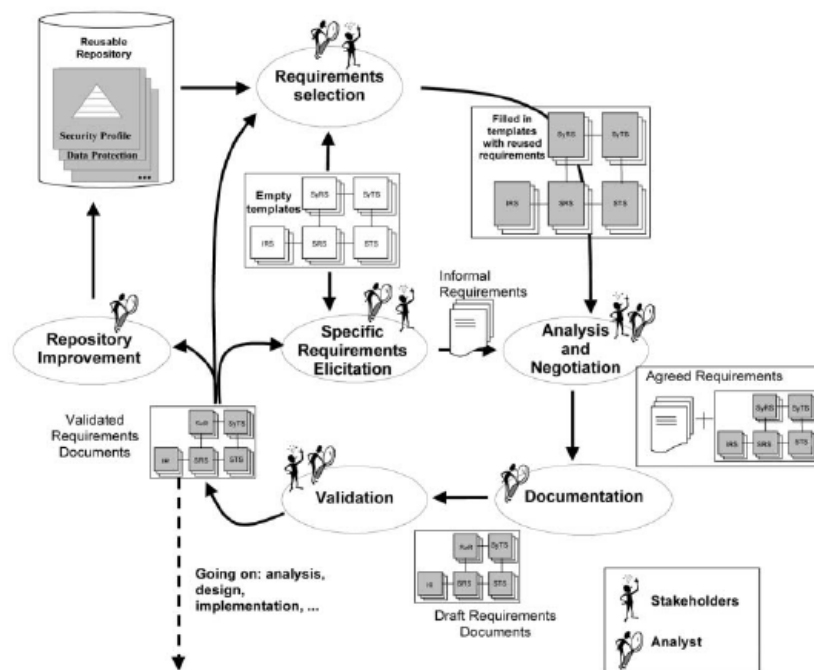 Reusable
Repository
Security Profile
Data Protection
...
Requirements
selection
Filled in
templates
with reused
requirements
SyRS
SyTS
IRS
SRS
STS
Empty
templates
SyRS
SyTS
IRS
SRS
STS
Informal
Requirements
Repository
Improvement
Specific
Requirements
Elicitation
Analysis
and
Negotiation
Agreed Requirements
+
SyRS
SyTS
IRS
SRS
STS
Validated
Requirements
Documents
SyTS
SRS
STS
Validation
Documentation
Going on: analysis,
design,
implementation, ...
SyTS
SRS
STS
Draft Requirements
Documents
Stakeholders
Analyst